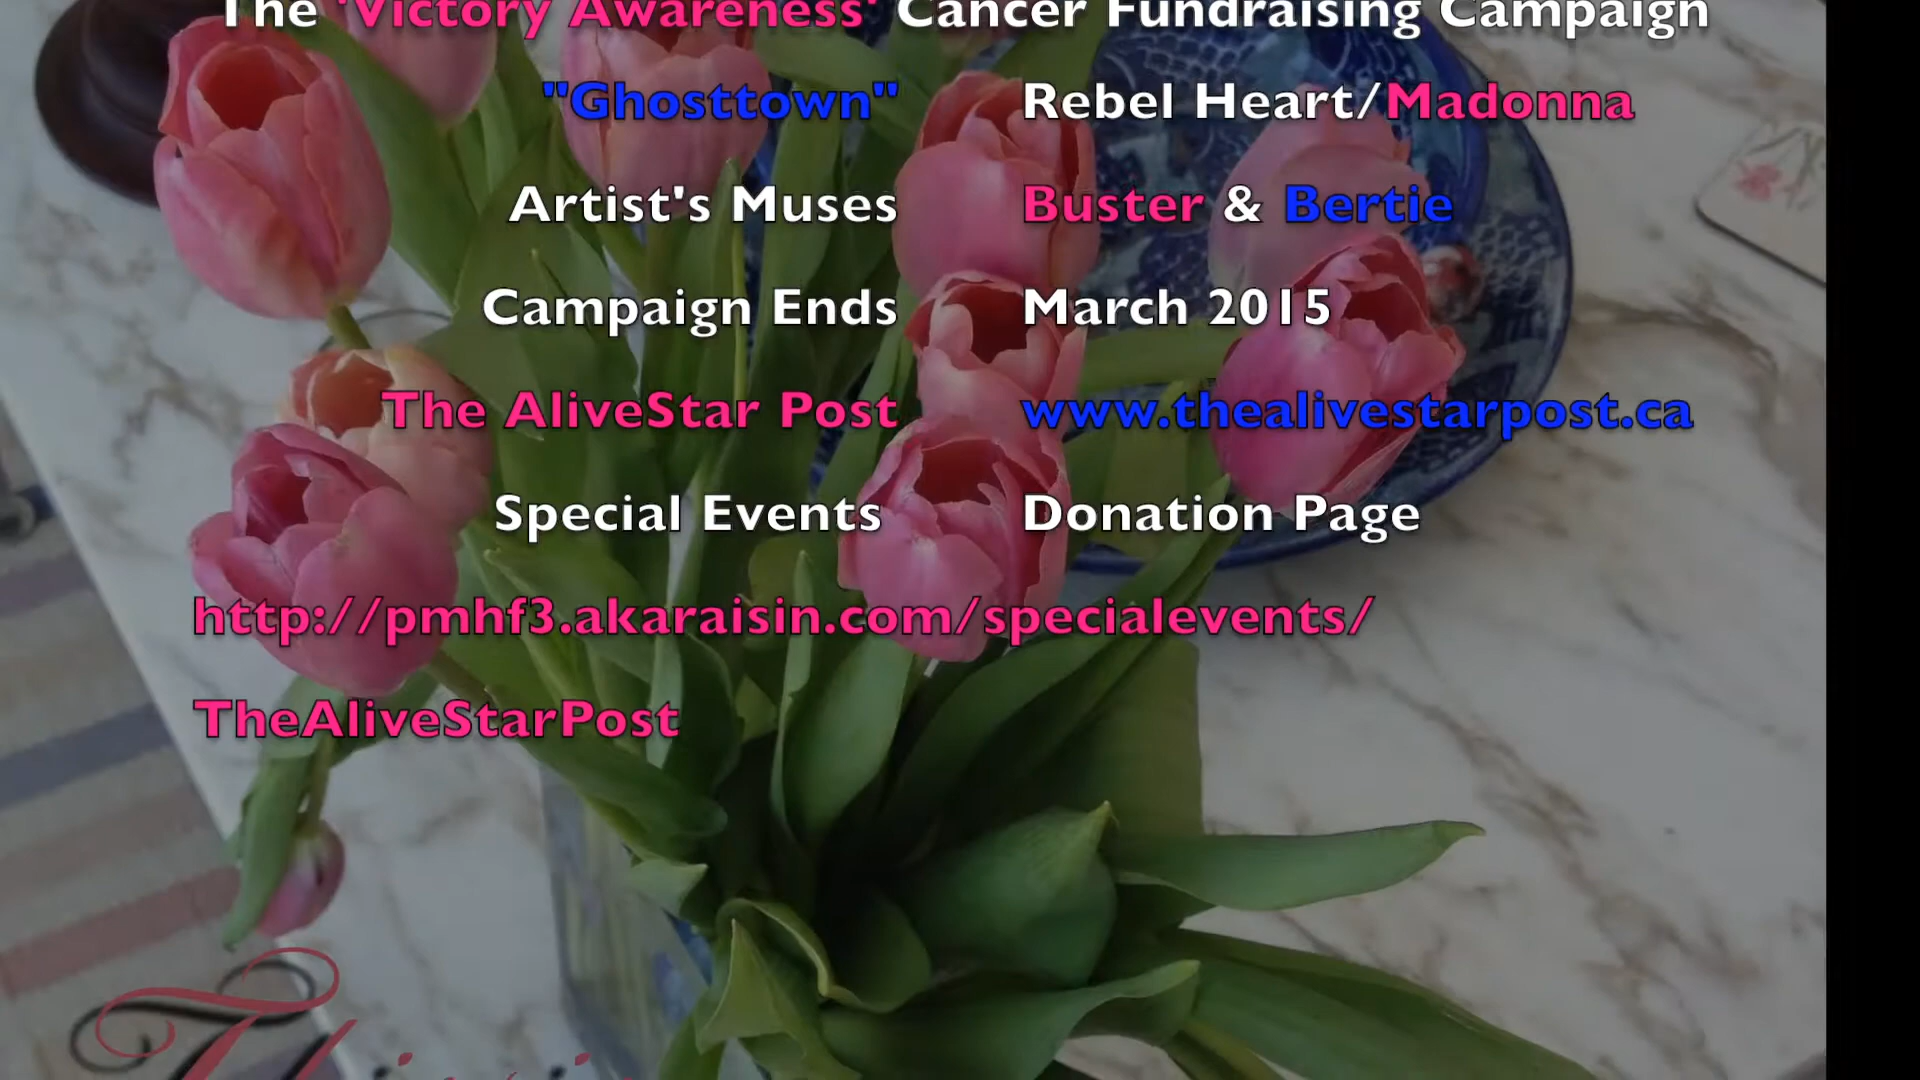 The 'Victory Awareness' Cancer Fundraising Campaign
"Ghosttown" Rebel Heart/Madonna
Artist's Muses Buster & Bertie
Campaign Ends March 2015
The AliveStar Post www.thealivestarpost.ca
Special Events Donation Page
http://pmhf3.akaraisin.com/specialevents/
TheAliveStarPost